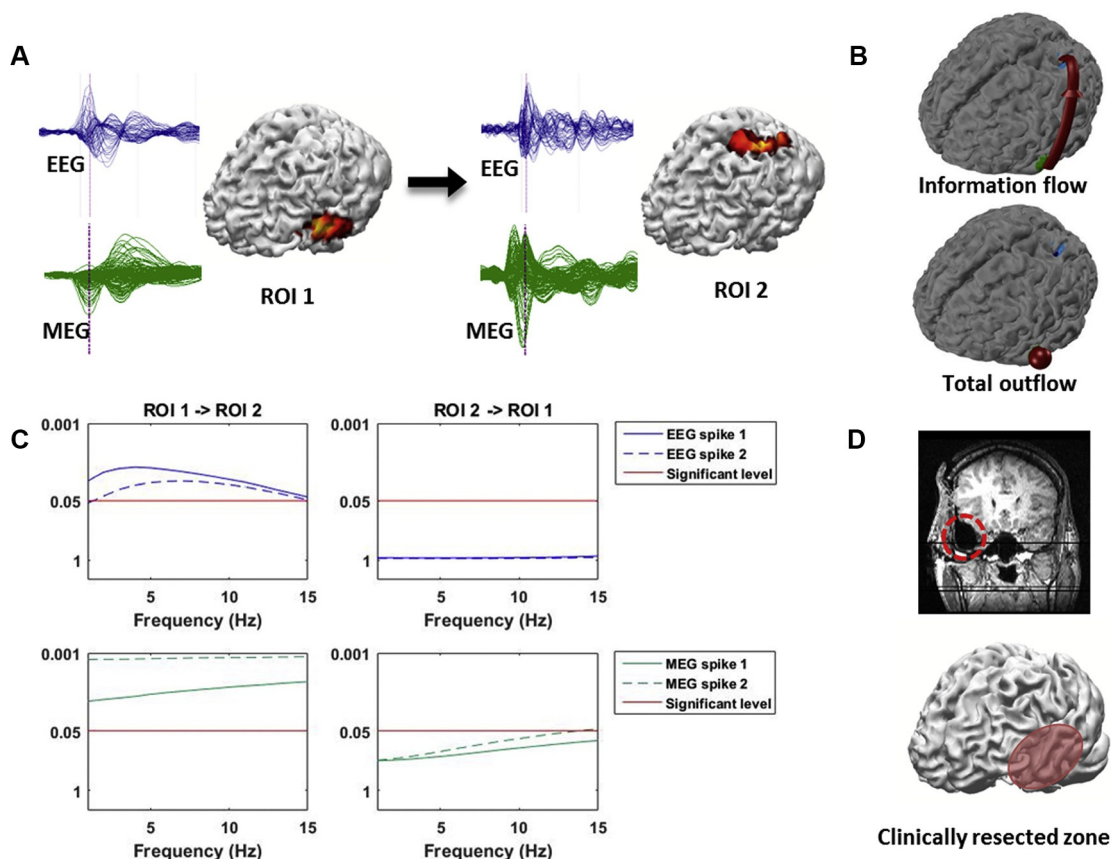 A
EEG
MEG
ROI 1
EEG
MEG
ROI 2
B
Information flow
Total outflow
C
ROI 1 -> ROI 2
0.001
0.05
1
5
10
15
Frequency (Hz)
ROI 2 -> ROI 1
0.001
0.05
1
5
10
15
Frequency (Hz)
EEG spike 1
EEG spike 2
Significant level
0.001
0.05
1
5
10
15
Frequency (Hz)
0.001
0.05
1
5
10
15
Frequency (Hz)
MEG spike 1
MEG spike 2
Significant level
D
Clinically resected zone